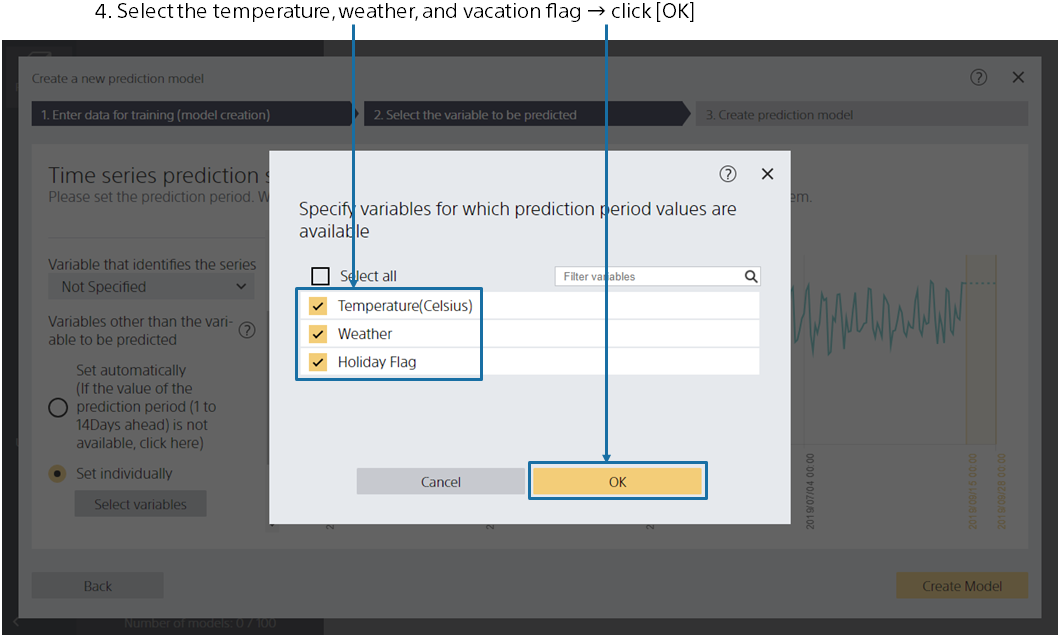 4. Select the temperature, weather, and vacation flag → click [OK]
Create a new prediction model
1. Enter data for training (model creation)
2. Select the variable to be predicted
3. Create prediction model
Time series prediction s
Please set the prediction period. W
em.
Variable that identifies the series
Not Specified
Variables other than the vari-
able to be predicted
Set automatically
(If the value of the
prediction period (1 to
14Days ahead) is not
available, click here)
Set individually
Select variables
Specify variables for which prediction period values are
available
Select all
Filter variables
Temperature(Celsius)
Weather
Holiday Flag
Cancel
OK
2019/07/04 00:00
2019/09/15 00:00
2019/09/28 00:00
Back
Create Model
Number of models: 0 / 100